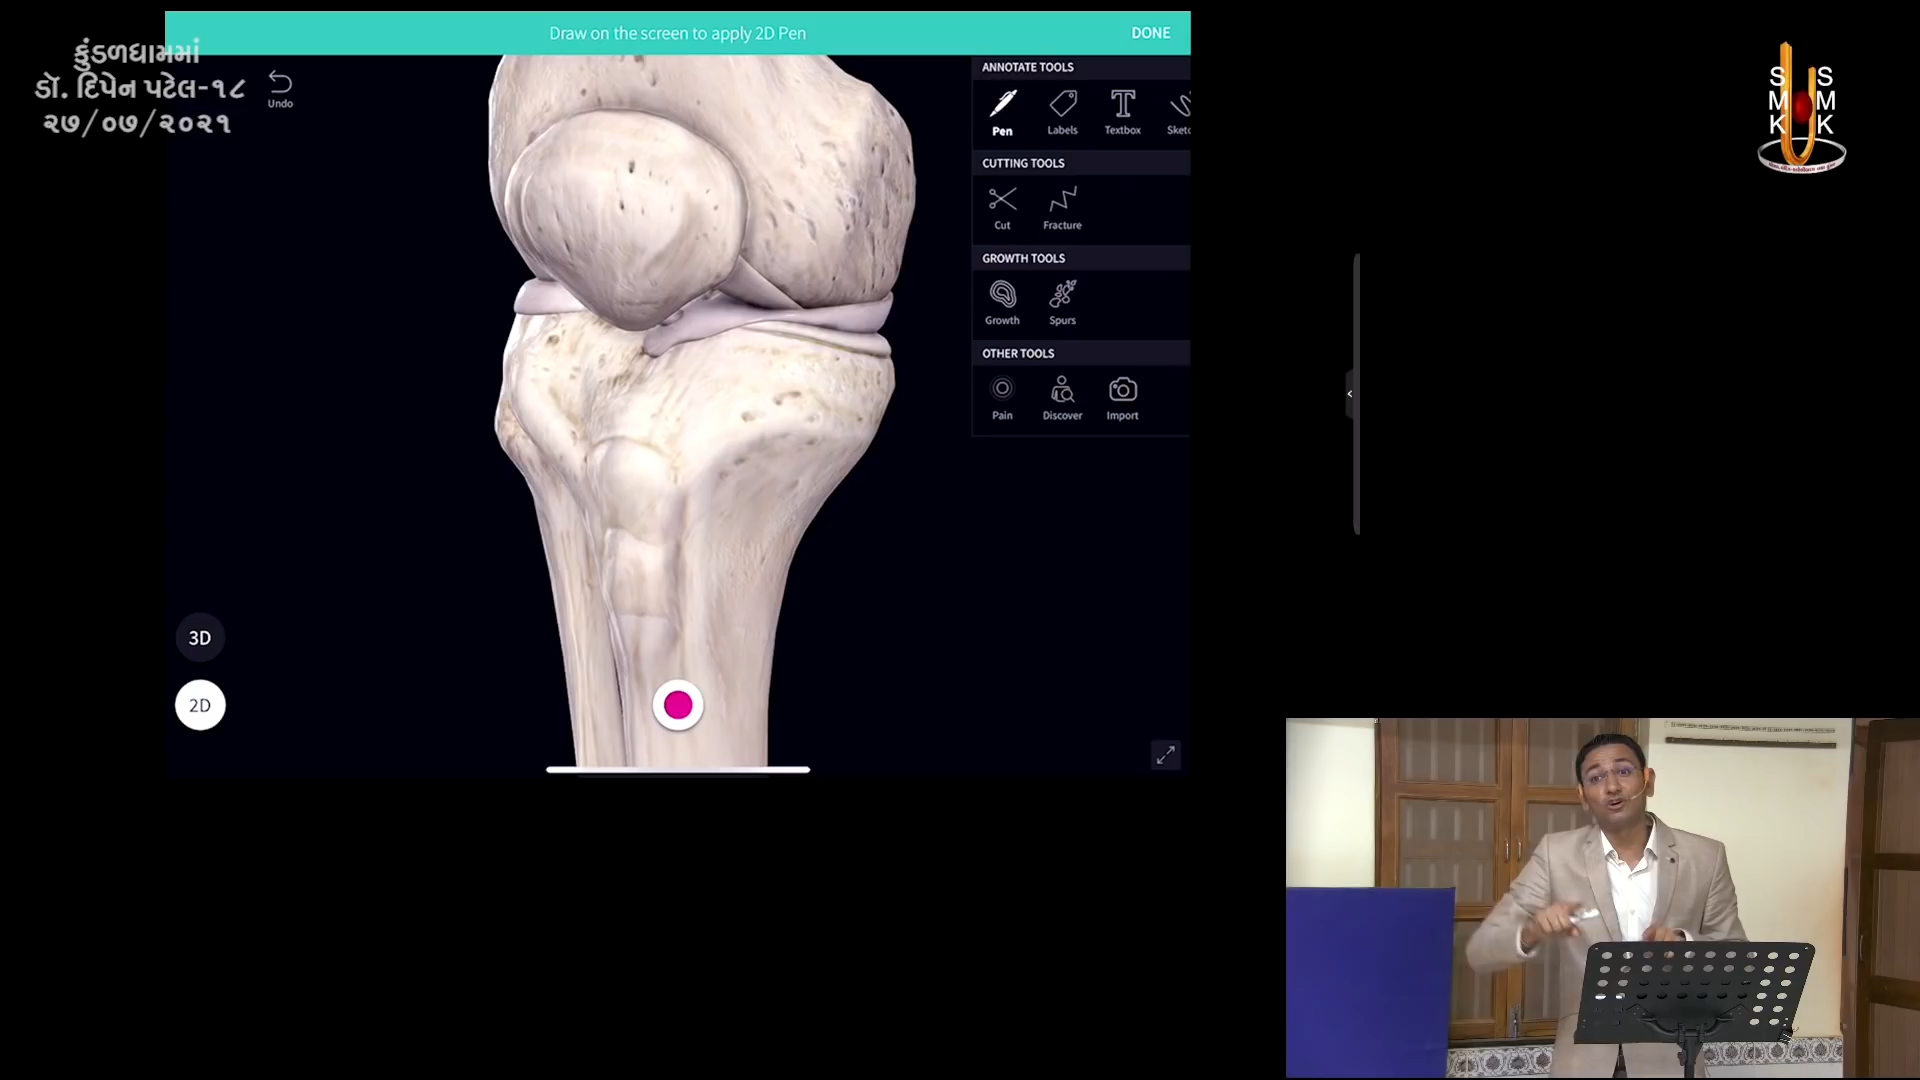 Draw on the screen to apply 2D Pen
DONE
કુંડળધામમાં
ડૉ. દિપેન પટેલ-૧૮
૨૭/૦૭/૨૦૨૧
Undo
ANNOTATE TOOLS
Pen
Labels
Textbox
Sketc
CUTTING TOOLS
Cut
Fracture
GROWTH TOOLS
Growth
Spurs
OTHER TOOLS
Pain
Discover
Import
3D
2D
S S
M M
K K